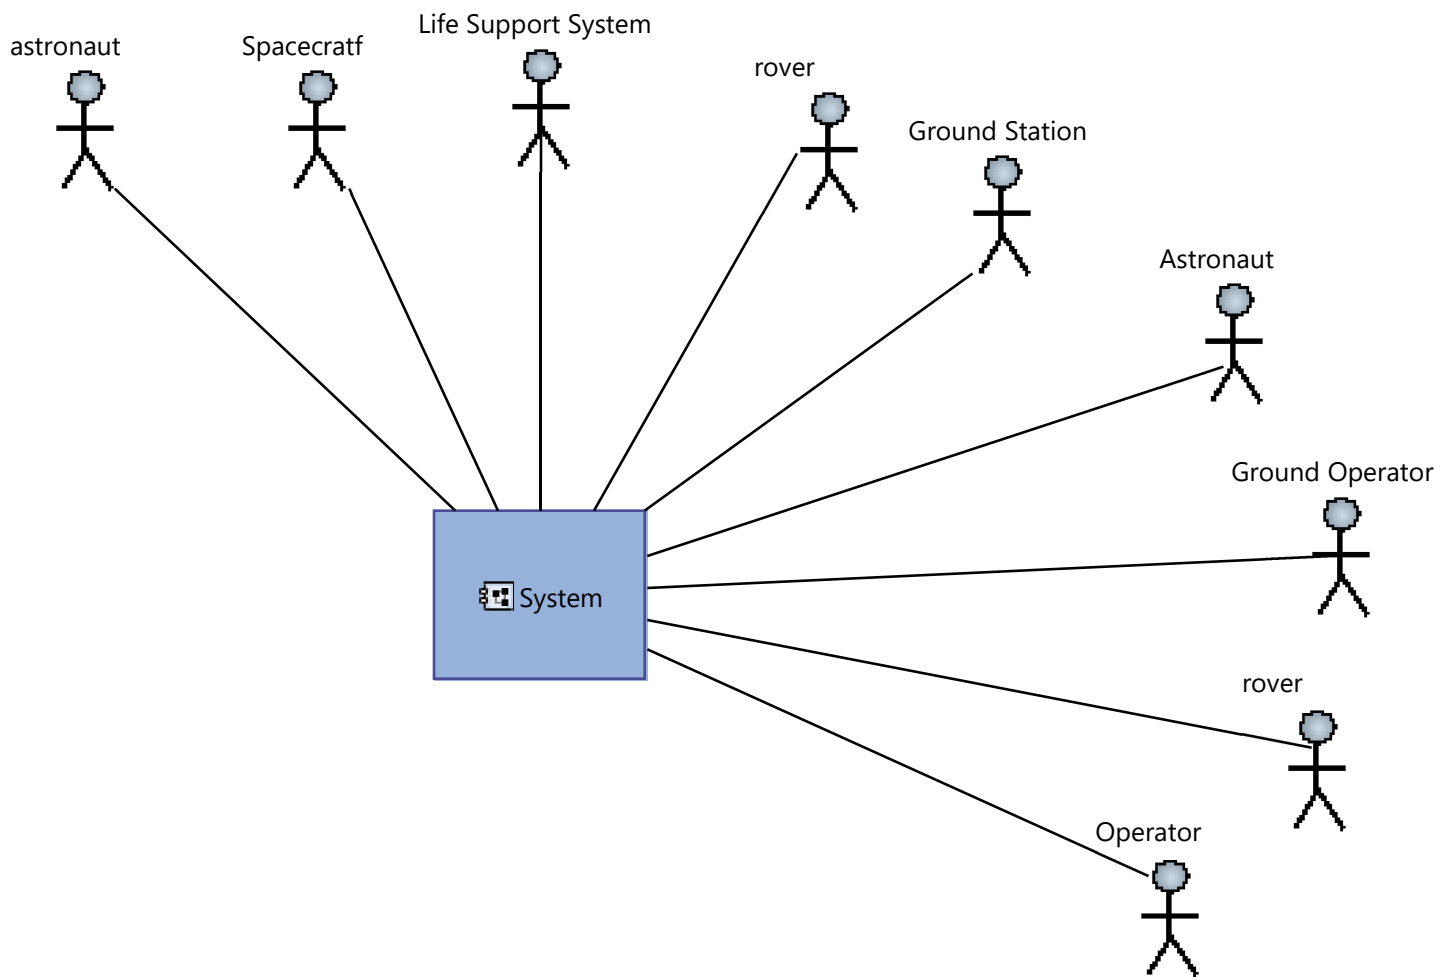 Life Support System
astronaut
Spacecratf
rover
Ground Station
Astronaut
Ground Operator
System
rover
Operator